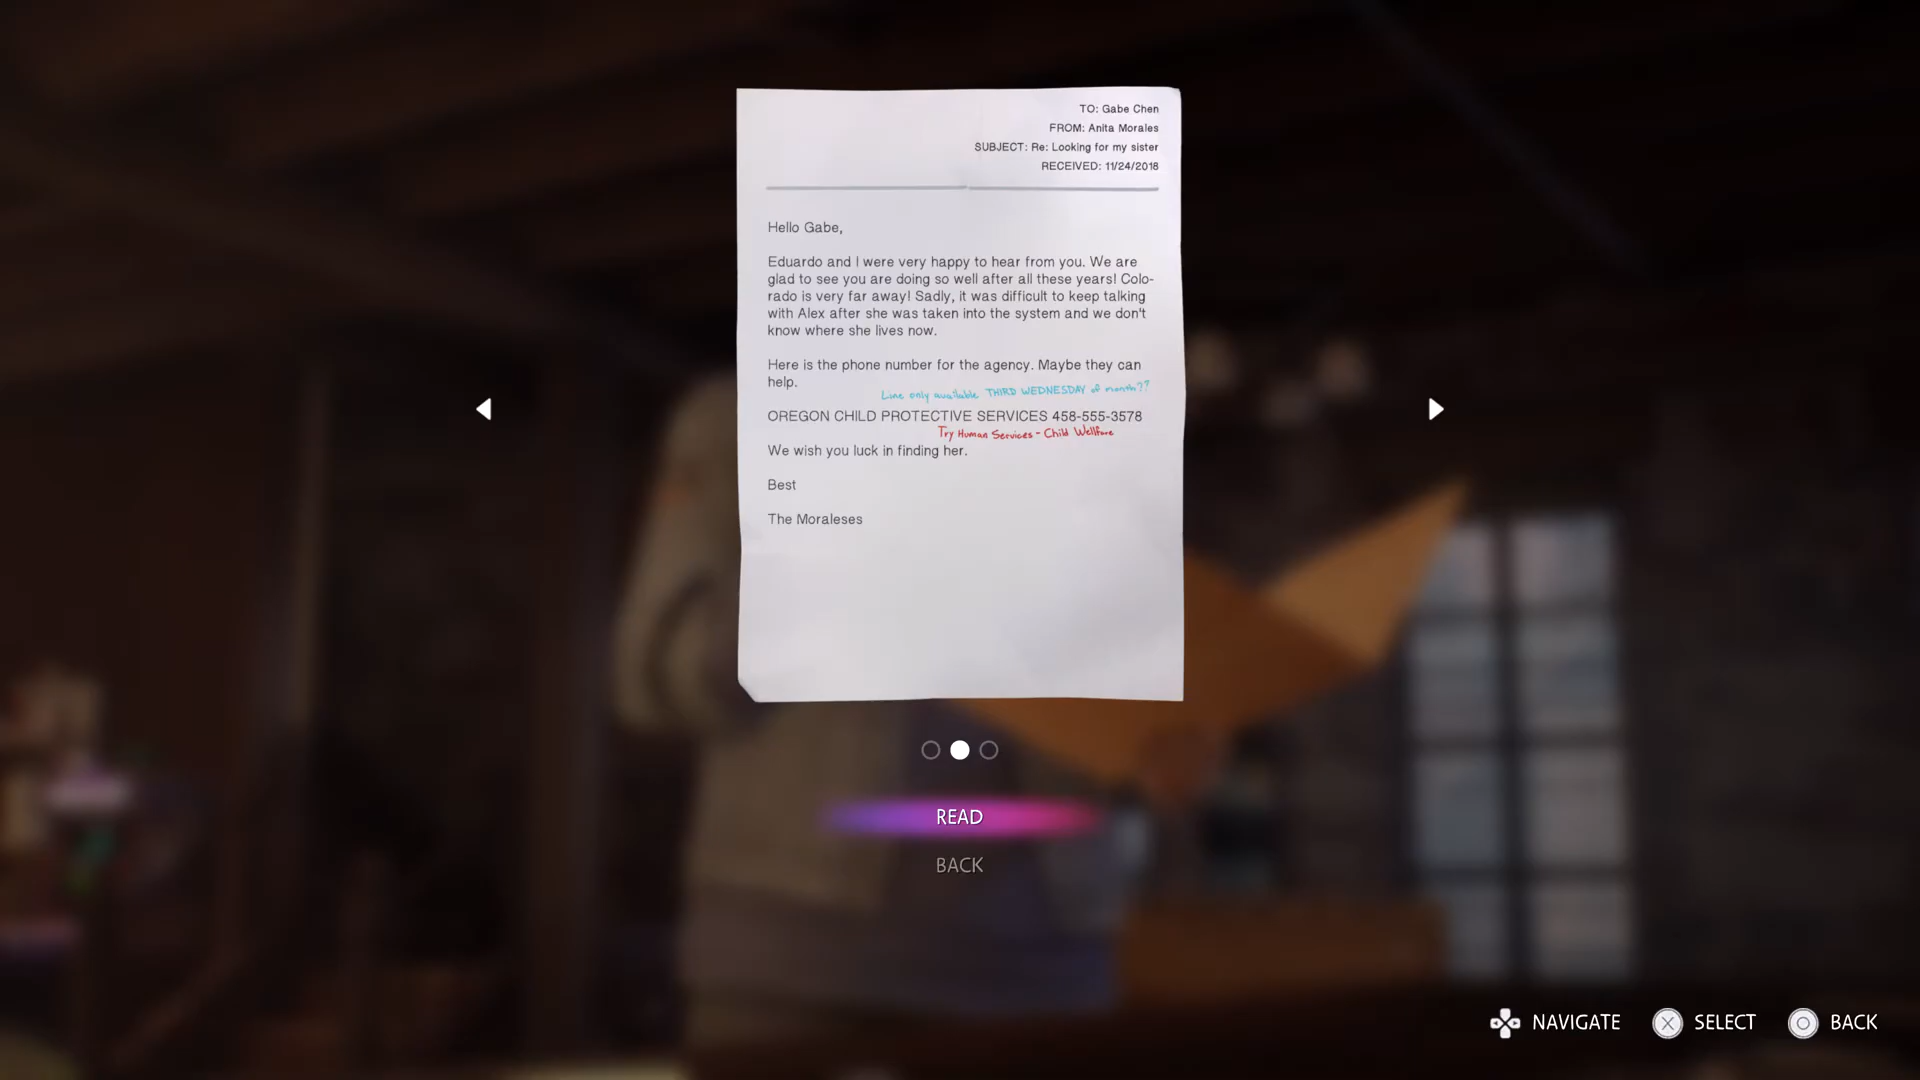 TO: Gabe Chen
FROM: Anita Morales
SUBJECT: Re: Looking for my sister
RECEIVED: 11/24/2018
Hello Gabe,
Eduardo and I were very happy to hear from you. We are
glad to see you are doing so well after all these years! Colo-
rado is very far away! Sadly, it was difficult to keep talking
with Alex after she was taken into the system and we don't
know where she lives now.
Here is the phone number for the agency. Maybe they can
help.
Line only available THIRD WEDNESDAY of month??
OREGON CHILD PROTECTIVE SERVICES 458-555-3578
Try Human Services - Child Wellfare
We wish you luck in finding her.
Best
The Moraleses
READ
BACK
NAVIGATE
SELECT
BACK